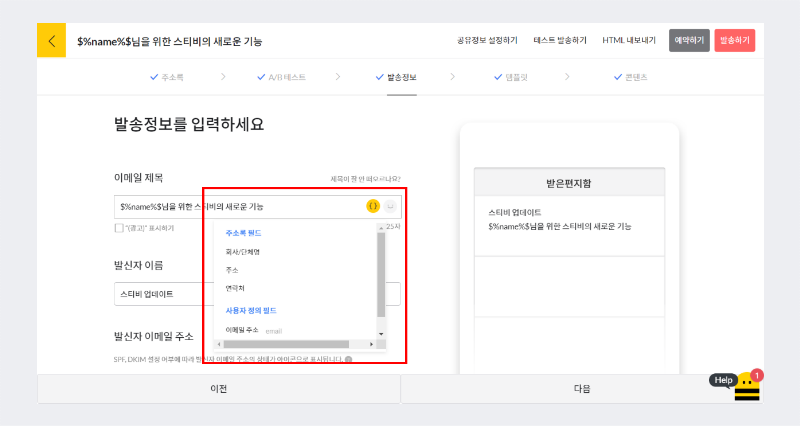 $%name%$님을 위한 스티비의 새로운 기능
공유정보 설정하기 테스트 발송하기 HTML 내보내기 예약하기 발송하기
주소록 A/B 테스트 발송정보 템플릿 콘텐츠
발송정보를 입력하세요
이메일 제목 제목이 잘 안 떠오르나요?
$%name%$님을 위한 스티비의 새로운 기능
"(광고)" 표시하기 25자
주소록 필드
회사/단체명
주소
연락처
사용자 정의 필드
이메일 주소 email
발신자 이름
스티비 업데이트
발신자 이메일 주소
SPF, DKIM 설정 여부에 따라 발신자 이메일 주소의 상태가 아이콘으로 표시됩니다.
받은편지함
스티비 업데이트
$%name%$님을 위한 스티비의 새로운 기능
이전 다음
Help 1